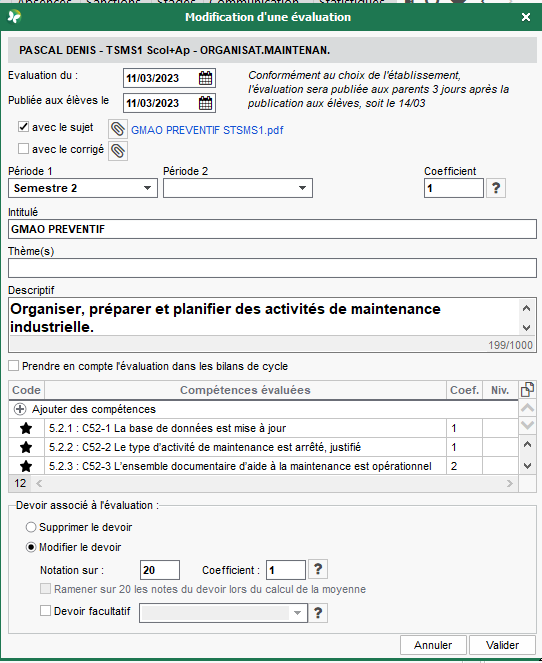 Absences Sanctions Stages Communication Statistiques
Modification d'une évaluation
PASCAL DENIS - TSMS1 Scol+Ap - ORGANISAT.MAINTENAN.
Evaluation du : 11/03/2023
Conformément au choix de l'établissement,
l'évaluation sera publiée aux parents 3 jours après la
publication aux élèves, soit le 14/03
Publiée aux élèves le 11/03/2023
avec le sujet GMAO PREVENTIF STSMS1.pdf
avec le corrigé
Période 1 Période 2 Coefficient
Semestre 2 1 ?
Intitulé
GMAO PREVENTIF
Thème(s)
Descriptif
Organiser, préparer et planifier des activités de maintenance
industrielle.
199/1000
Prendre en compte l'évaluation dans les bilans de cycle
Code Compétences évaluées Coef. Niv.
Ajouter des compétences
5.2.1 : C52-1 La base de données est mise à jour 1
5.2.2 : C52-2 Le type d'activité de maintenance est arrêté, justifié 1
5.2.3 : C52-3 L'ensemble documentaire d'aide à la maintenance est opérationnel 2
12
Devoir associé à l'évaluation :
Supprimer le devoir
Modifier le devoir
Notation sur : 20 Coefficient : 1 ?
Ramener sur 20 les notes du devoir lors du calcul de la moyenne
Devoir facultatif ?
Annuler Valider